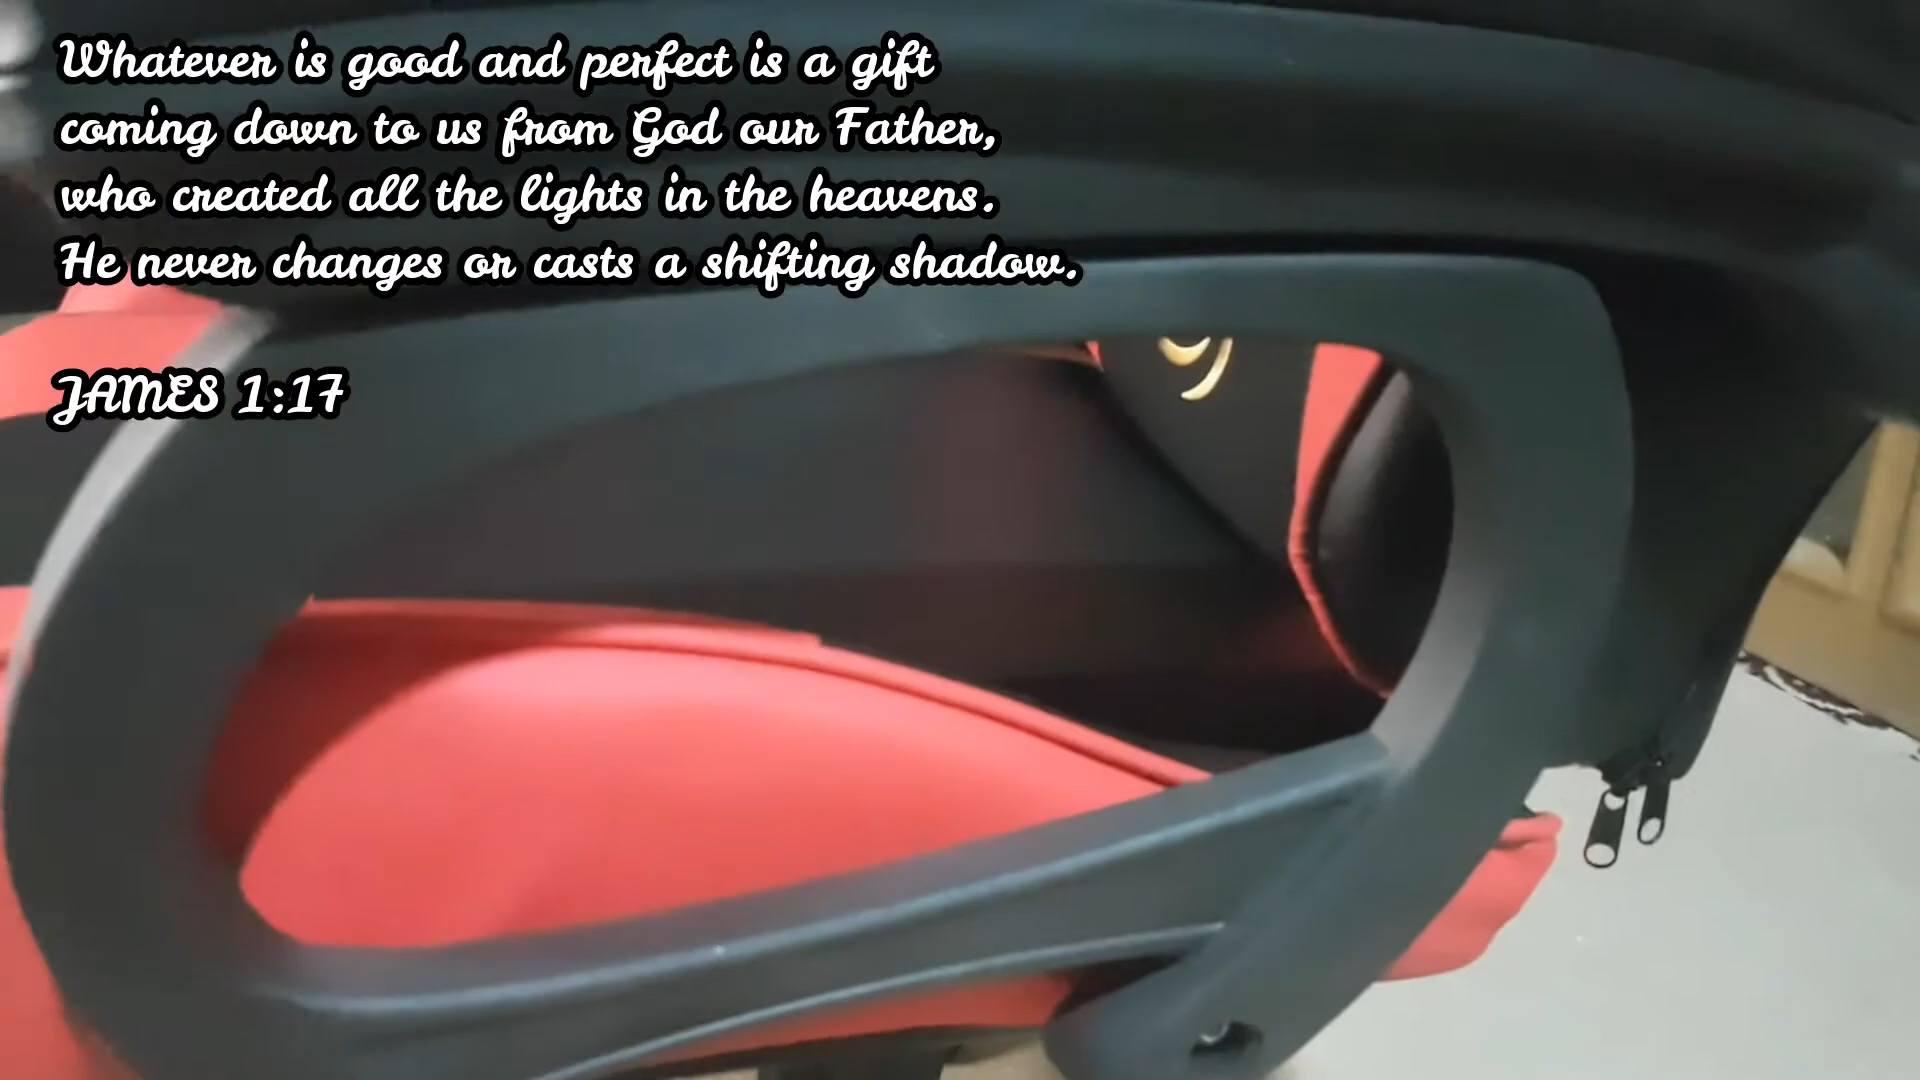 Whatever is good and perfect is a gift
coming down to us from God our Father,
who created all the lights in the heavens.
He never changes or casts a shifting shadow.
JAMES 1:17